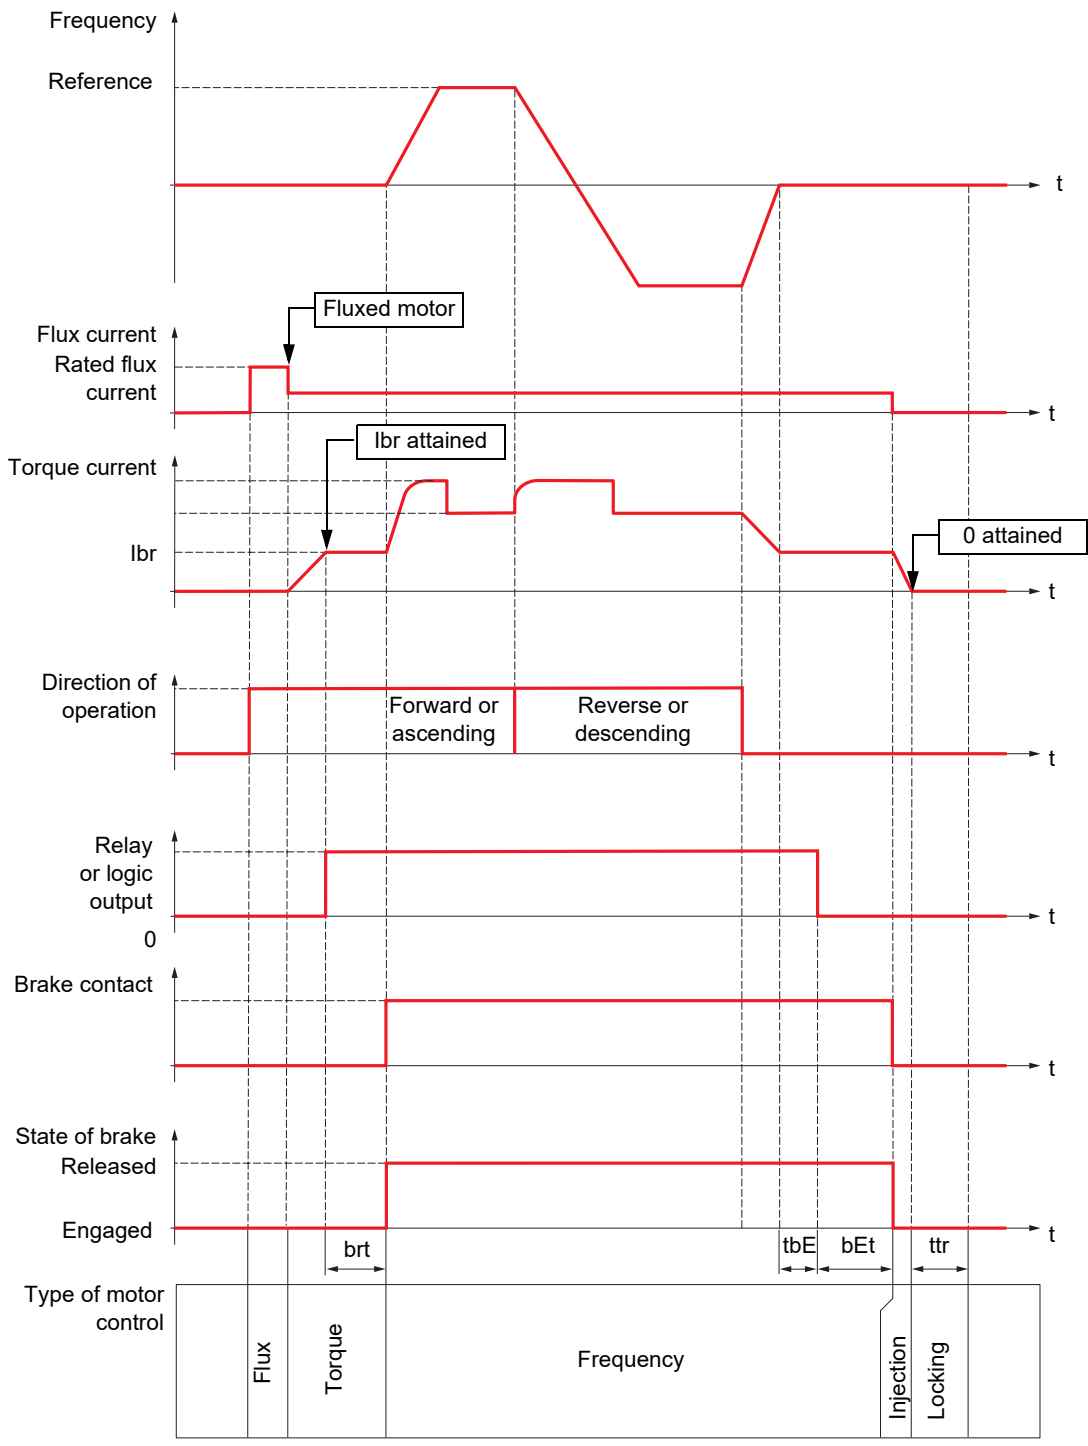 Frequency
Reference
t
Fluxed motor
Flux current
Rated flux
current
t
Ibr attained
Torque current
Ibr
0 attained
t
Direction of
operation
Forward or
ascending
Reverse or
descending
t
Relay
or logic
output
0
t
Brake contact
t
State of brake
Released
Engaged
t
brt
tbE
bEt
ttr
Type of motor
control
Flux
Torque
Frequency
Injection
Locking